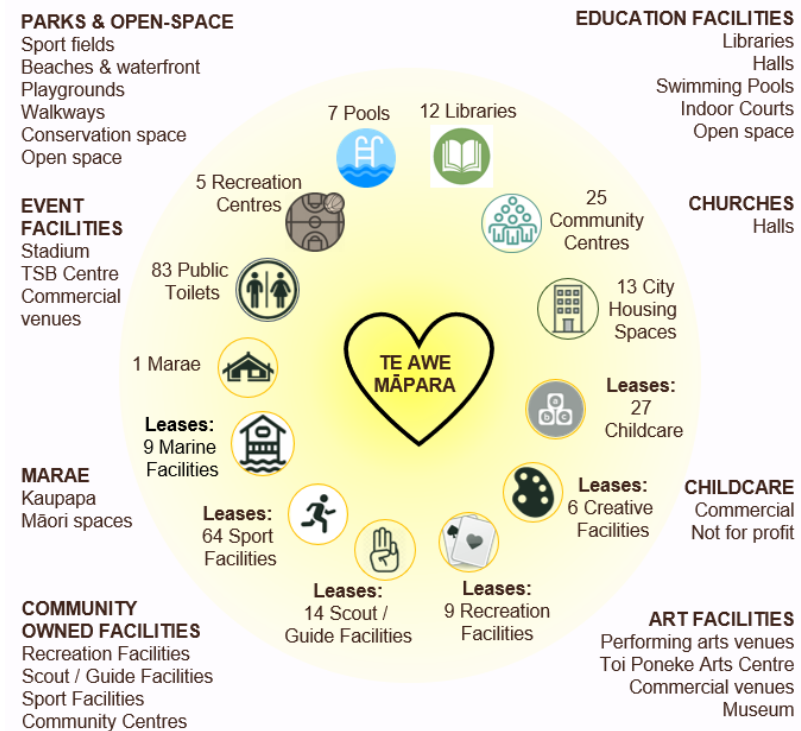 PARKS & OPEN-SPACE
Sport fields
Beaches & waterfront
Playgrounds
Walkways
Conservation space
Open space
EDUCATION FACILITIES
Libraries
Halls
Swimming Pools
Indoor Courts
Open space
7 Pools
12 Libraries
5 Recreation
Centres
25
Community
Centres
EVENT
FACILITIES
Stadium
TSB Centre
Commercial
venues
CHURCHES
Halls
83 Public
Toilets
13 City
Housing
Spaces
TE AWE
MĀPARA
1 Marae
Leases:
27
Childcare
a
b c
Leases:
9 Marine
Facilities
Leases:
6 Creative
Facilities
MARAE
Kaupapa
Māori spaces
CHILDCARE
Commercial
Not for profit
Leases:
64 Sport
Facilities
Leases:
14 Scout /
Guide Facilities
Leases:
9 Recreation
Facilities
COMMUNITY
OWNED FACILITIES
Recreation Facilities
Scout / Guide Facilities
Sport Facilities
Community Centres
ART FACILITIES
Performing arts venues
Toi Poneke Arts Centre
Commercial venues
Museum